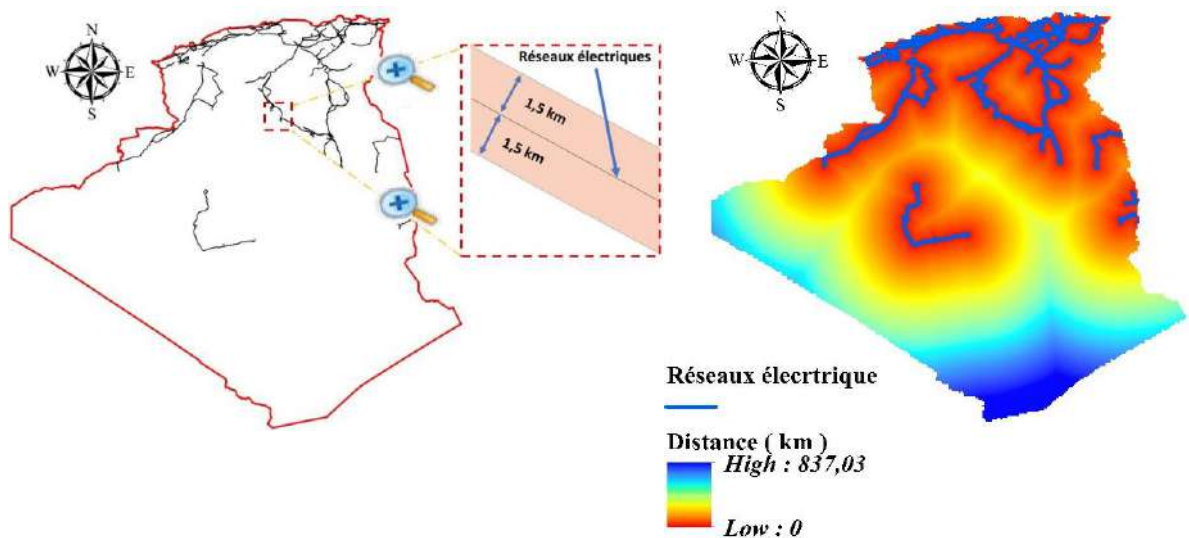 N
W E
S
Réseaux électriques
1,5 km
1,5 km
N
W E
S
Réseaux élecrtrique
Distance ( km )
High : 837,03
Low : 0